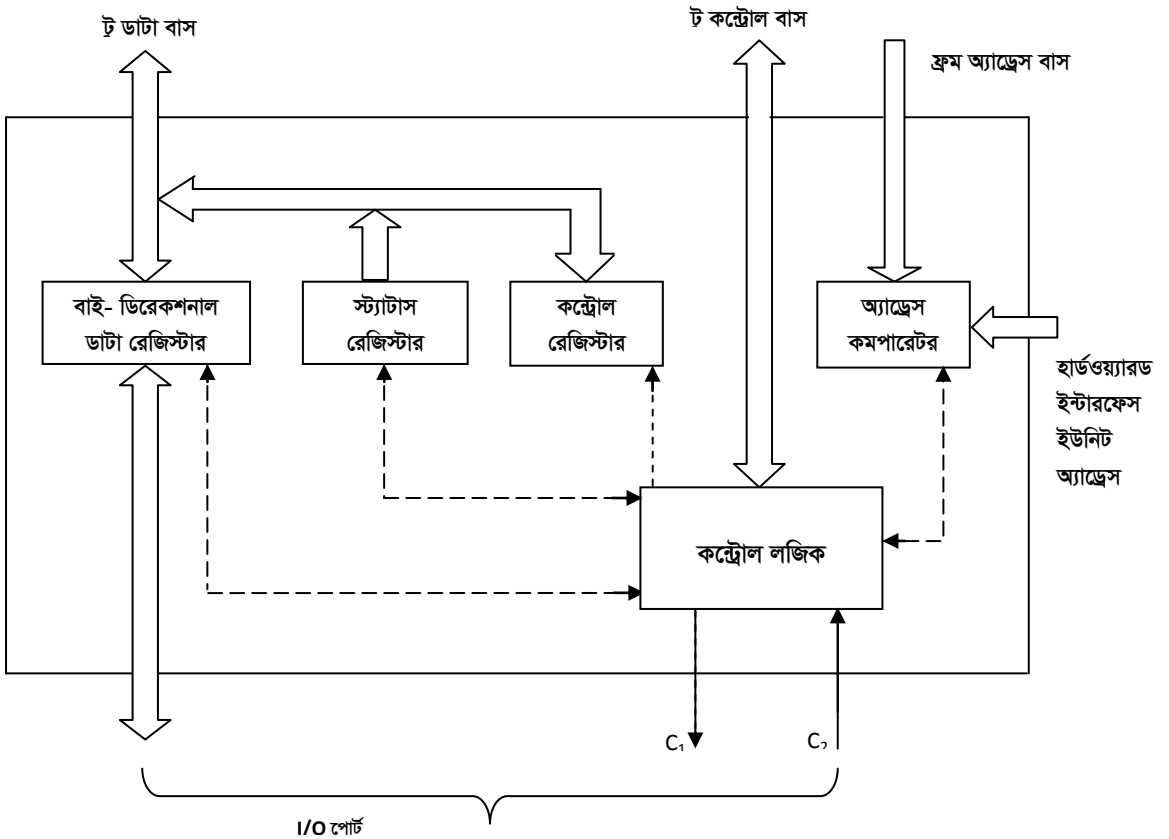 টু ডাটা বাস
টু কন্ট্রোল বাস
ফ্রম অ্যাড্রেস বাস
বাই- ডিরেকশনাল
ডাটা রেজিস্টার
স্ট্যাটাস
রেজিস্টার
কন্ট্রোল
রেজিস্টার
অ্যাড্রেস
কমপারেটর
হার্ডওয়্যারড
ইন্টারফেস
ইউনিট
অ্যাড্রেস
কন্ট্রোল লজিক
C₁
C₂
I/O পোর্ট